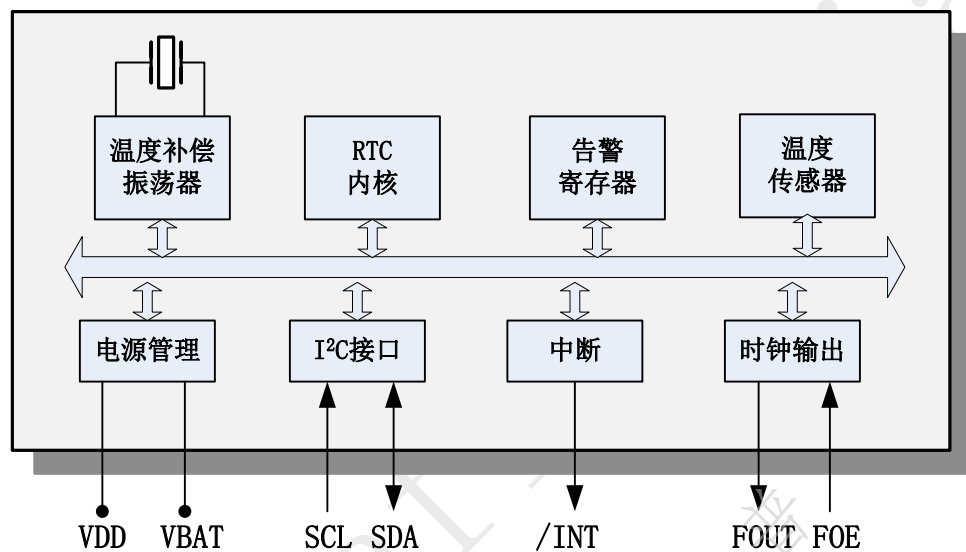 温度补偿
振荡器
RTC
内核
告警
寄存器
温度
传感器
电源管理
I²C接口
中断
时钟输出
VDD
VBAT
SCL
SDA
/INT
FOUT
FOE